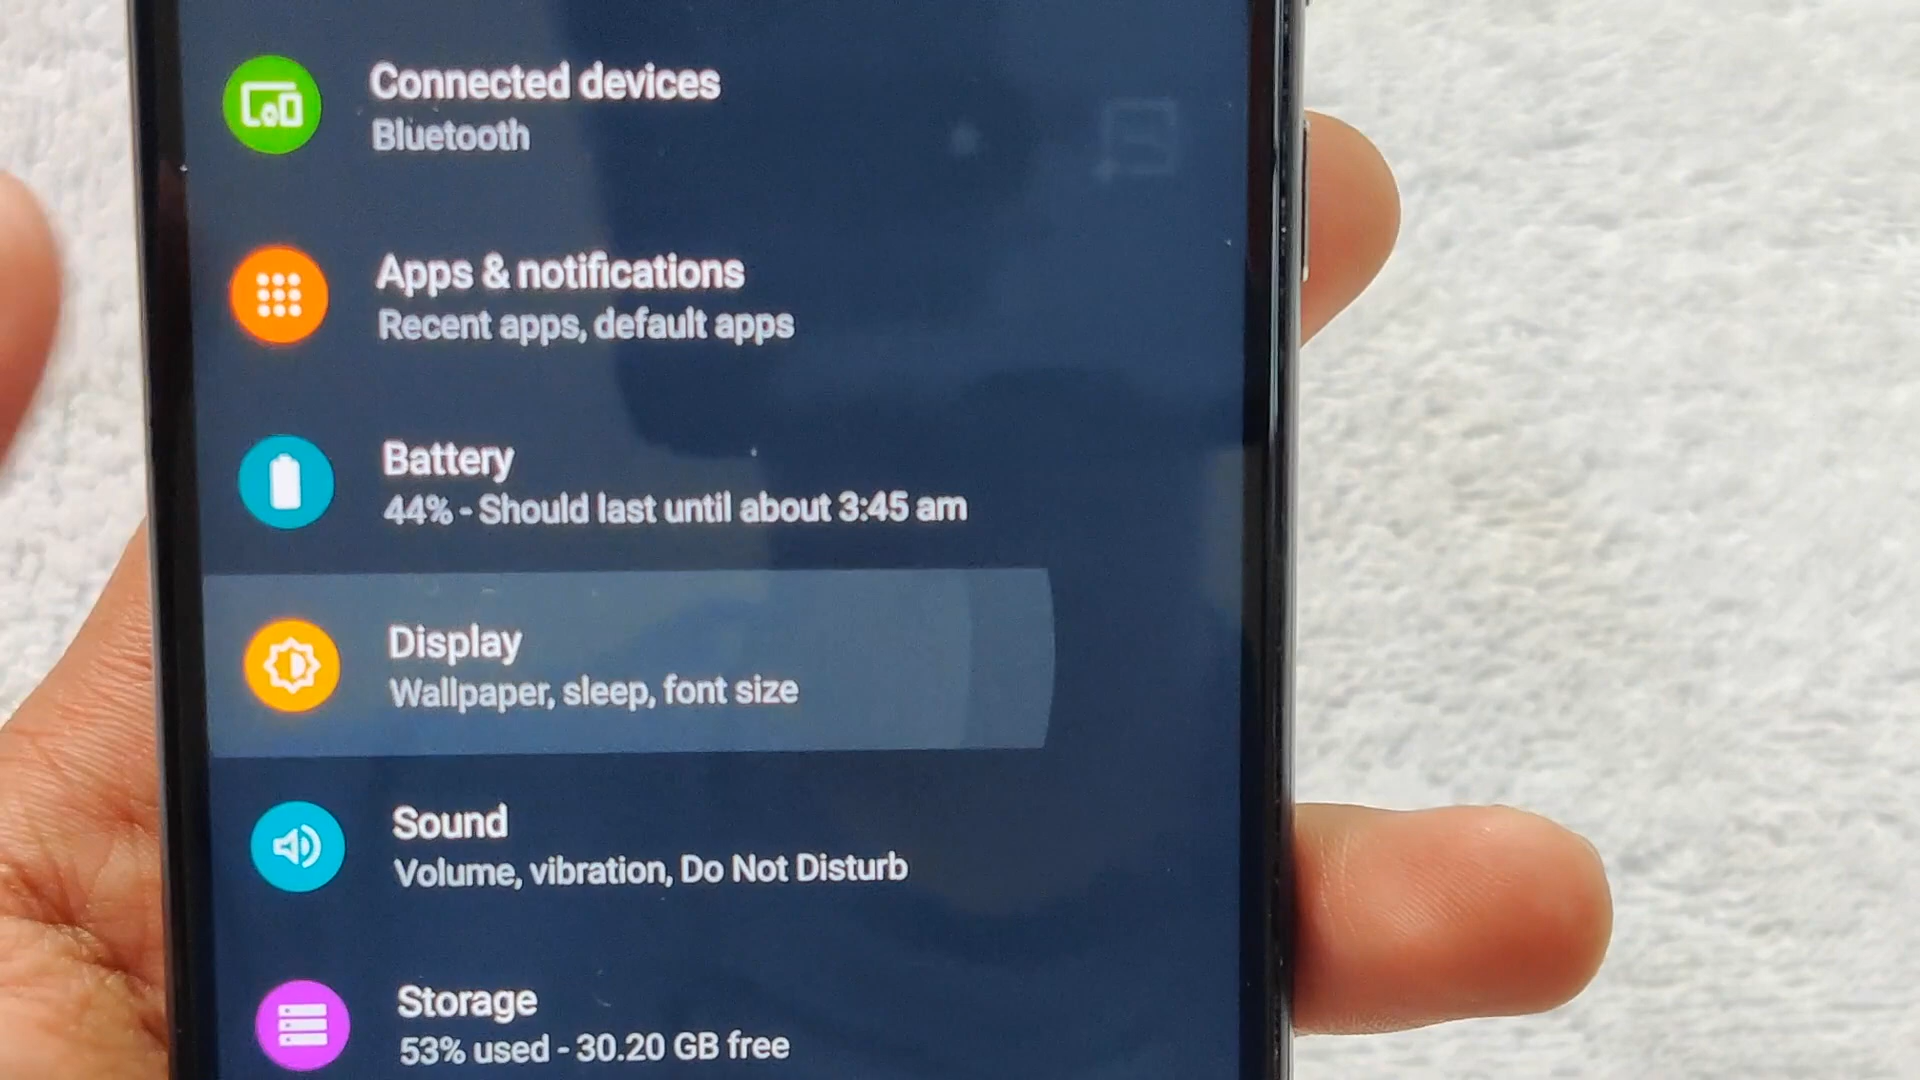 Connected devices
Bluetooth
Apps & notifications
Recent apps, default apps
Battery
44% - Should last until about 3:45 am
Display
Wallpaper, sleep, font size
Sound
Volume, vibration, Do Not Disturb
Storage
53% used - 30.20 GB free